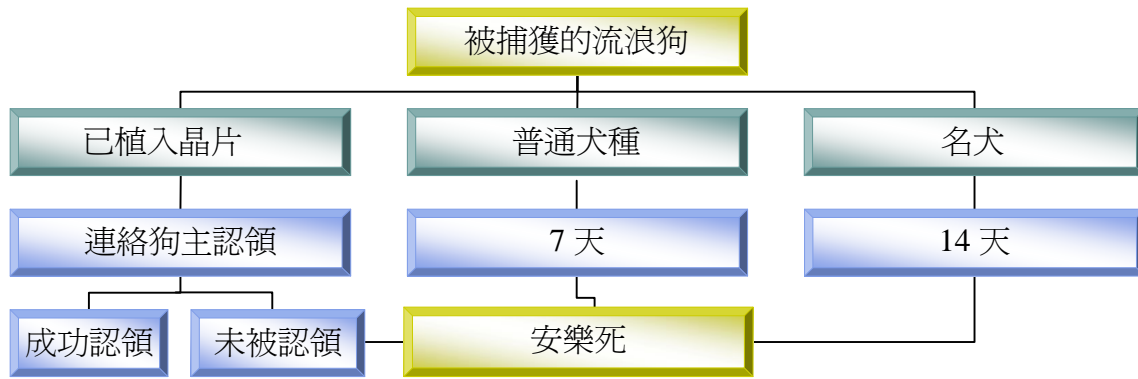 被捕獲的流浪狗
已植入晶片
普通犬種
名犬
連絡狗主認領
7 天
14 天
成功認領
未被認領
安樂死